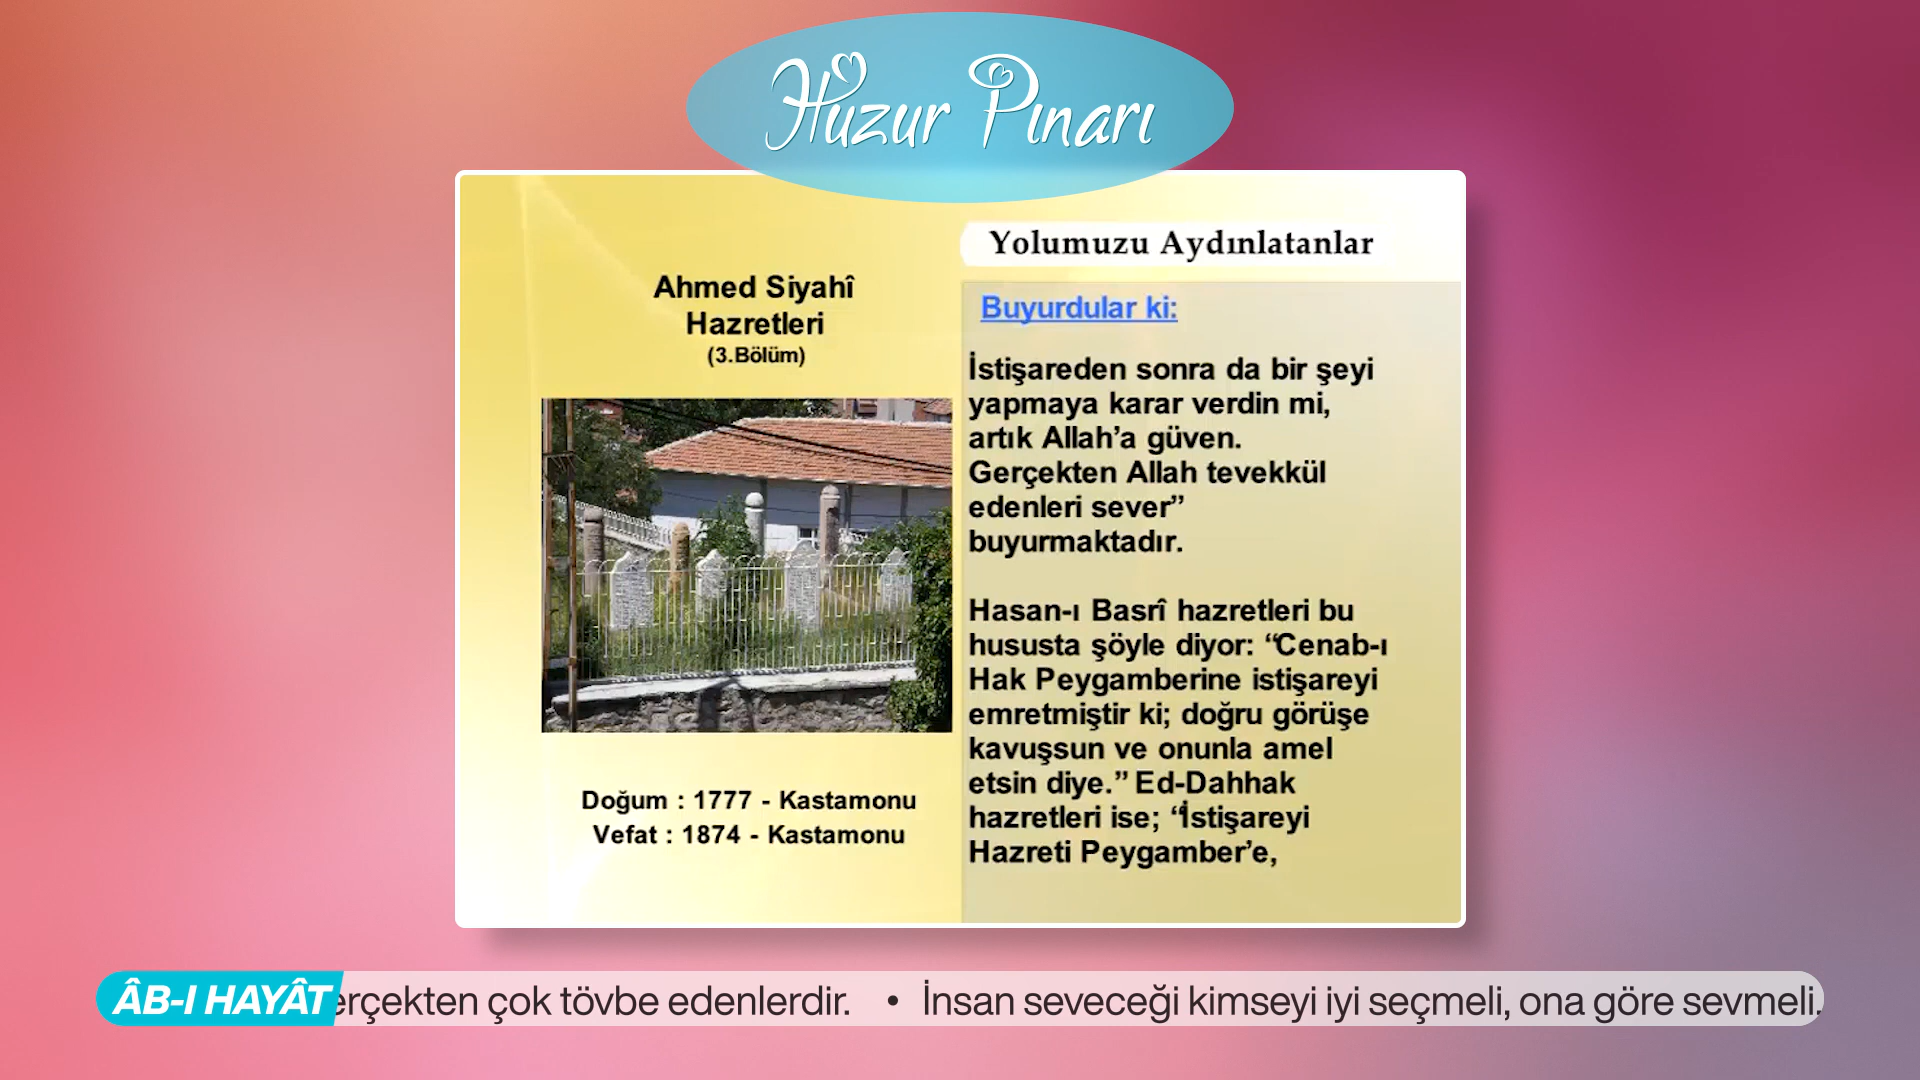 Huzur Pınarı
Yolumuzu Aydınlatanlar
Ahmed Siyahî
Hazretleri
(3.Bölüm)
Doğum : 1777 - Kastamonu
Vefat : 1874 - Kastamonu
Buyurdular ki:
İstişareden sonra da bir şeyi
yapmaya karar verdin mi,
artık Allah’a güven.
Gerçekten Allah tevekkül
edenleri sever”
buyurmaktadır.
Hasan-ı Basrî hazretleri bu
hususta şöyle diyor: “Cenab-ı
Hak Peygamberine istişareyi
emretmiştir ki; doğru görüşe
kavuşsun ve onunla amel
etsin diye.” Ed-Dahhak
hazretleri ise; “İstişareyi
Hazreti Peygamber’e,
ÂB-I HAYÂT erçekten çok tövbe edenlerdir. • İnsan seveceği kimseyi iyi seçmeli, ona göre sevmeli.